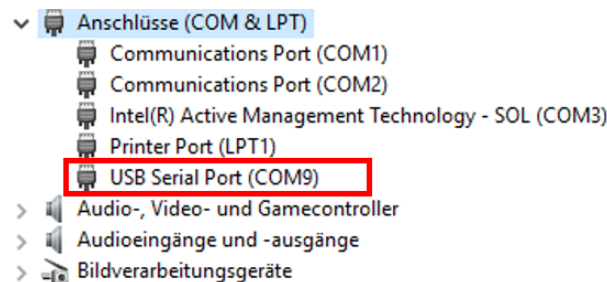 Anschlüsse (COM & LPT)
Communications Port (COM1)
Communications Port (COM2)
Intel(R) Active Management Technology - SOL (COM3)
Printer Port (LPT1)
USB Serial Port (COM9)
Audio-, Video- und Gamecontroller
Audioeingänge und -ausgänge
Bildverarbeitungsgeräte